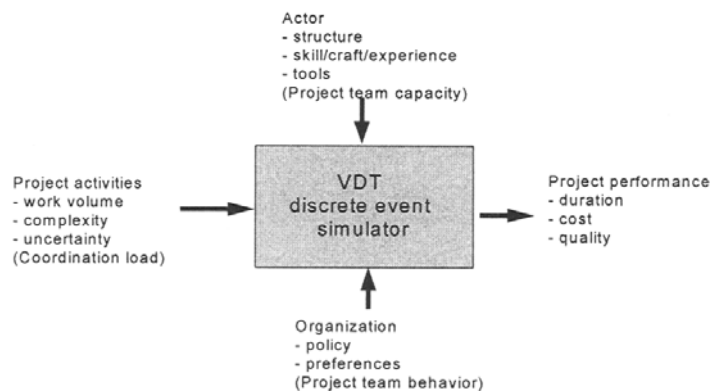 Actor
- structure
- skill/craft/experience
- tools
(Project team capacity)
Project activities
- work volume
- complexity
- uncertainty
(Coordination load)
VDT
discrete event
simulator
Project performance
- duration
- cost
- quality
Organization
- policy
- preferences
(Project team behavior)